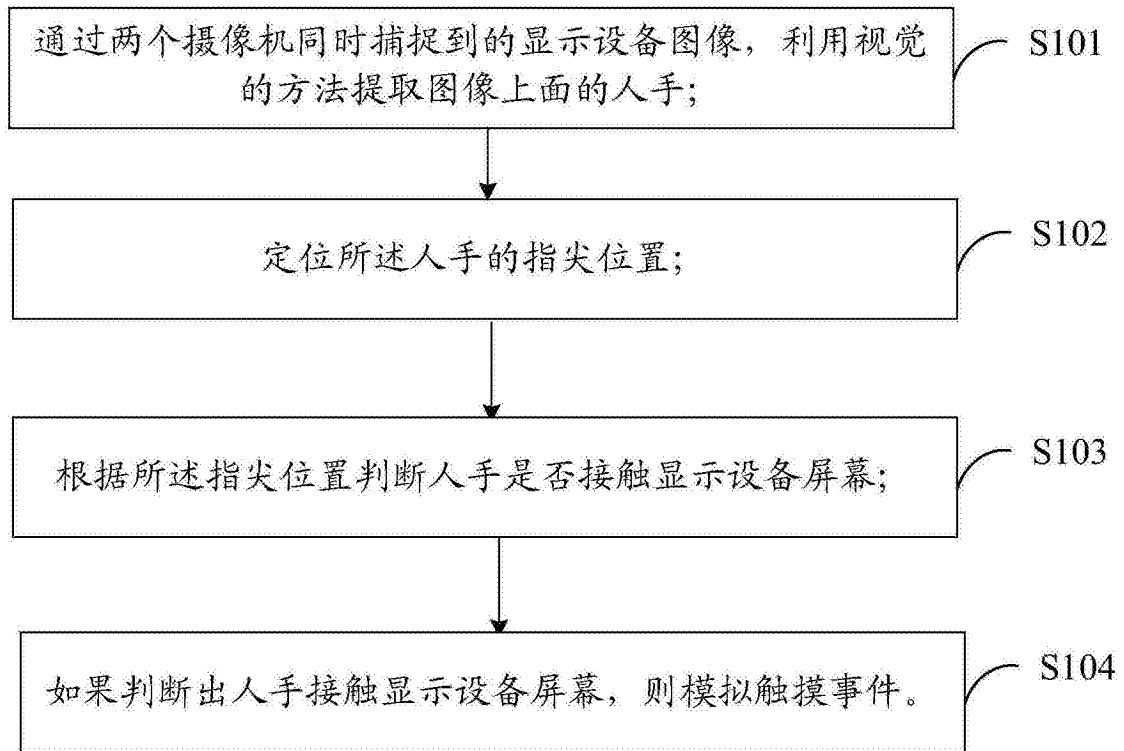 通过两个摄像机同时捕捉到的显示设备图像，利用视觉
的方法提取图像上面的人手；
S101
定位所述人手的指尖位置；
S102
根据所述指尖位置判断人手是否接触显示设备屏幕；
S103
如果判断出人手接触显示设备屏幕，则模拟触摸事件。
S104